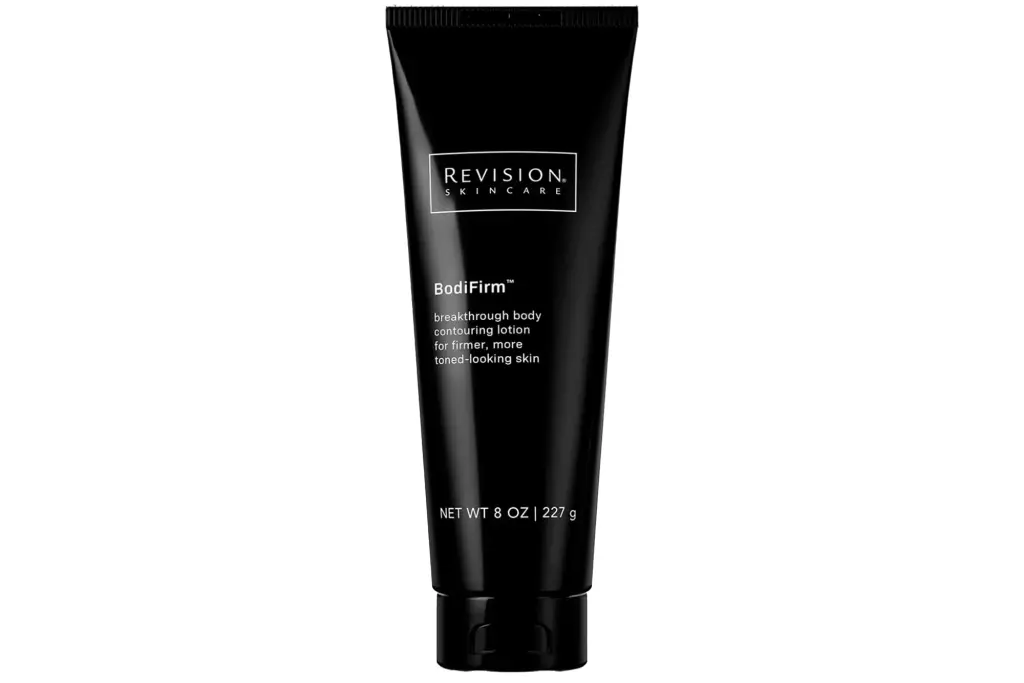 REVISION®
SKINCARE
BodiFirm™
breakthrough body
contouring lotion
for firmer, more
toned-looking skin
NET WT 8 OZ | 227 g